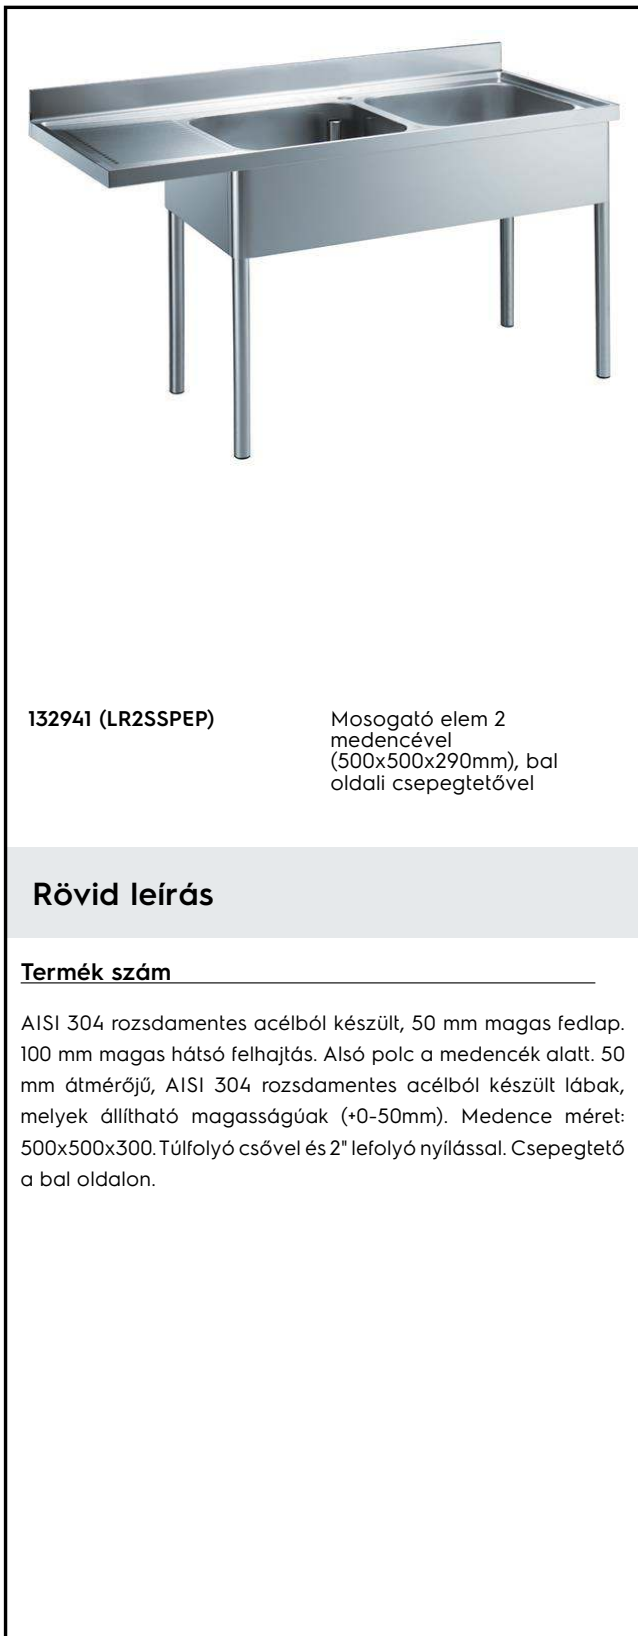 132941 (LR2SSPEP)
Mosogató elem 2
medencével
(500x500x290mm), bal
oldali csepegtetővel
Rövid leírás
Termék szám
AISI 304 rozsdamentes acélból készült, 50 mm magas fedlap.
100 mm magas hátsó felhajtás. Alsó polc a medencék alatt. 50
mm átmérőjű, AISI 304 rozsdamentes acélból készült lábak,
melyek állítható magasságúak (+0-50mm). Medence méret:
500x500x300. Túlfolyó csővel és 2" lefolyó nyílással. Csepegtető
a bal oldalon.